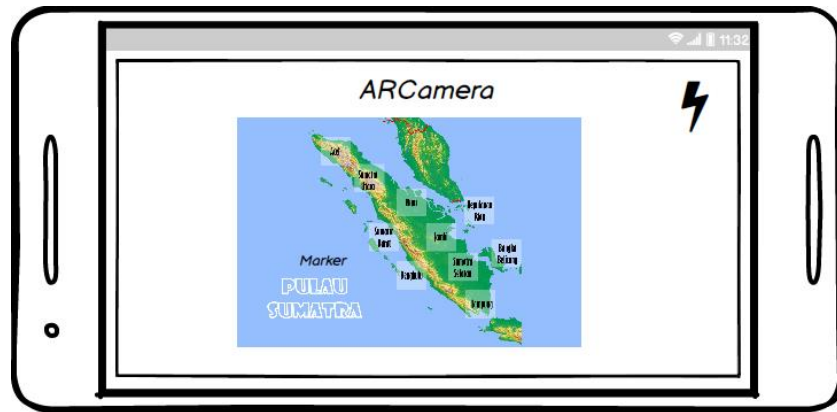 11:32
ARCamera
Aceh
Sumatra
Utara
Riau
Kepulauan
Riau
Sumatra
Barat
Jambi
Bangka
Belitung
Sumatra
Selatan
Bengkulu
Lampung
Marker
PULAU
SUMATRA